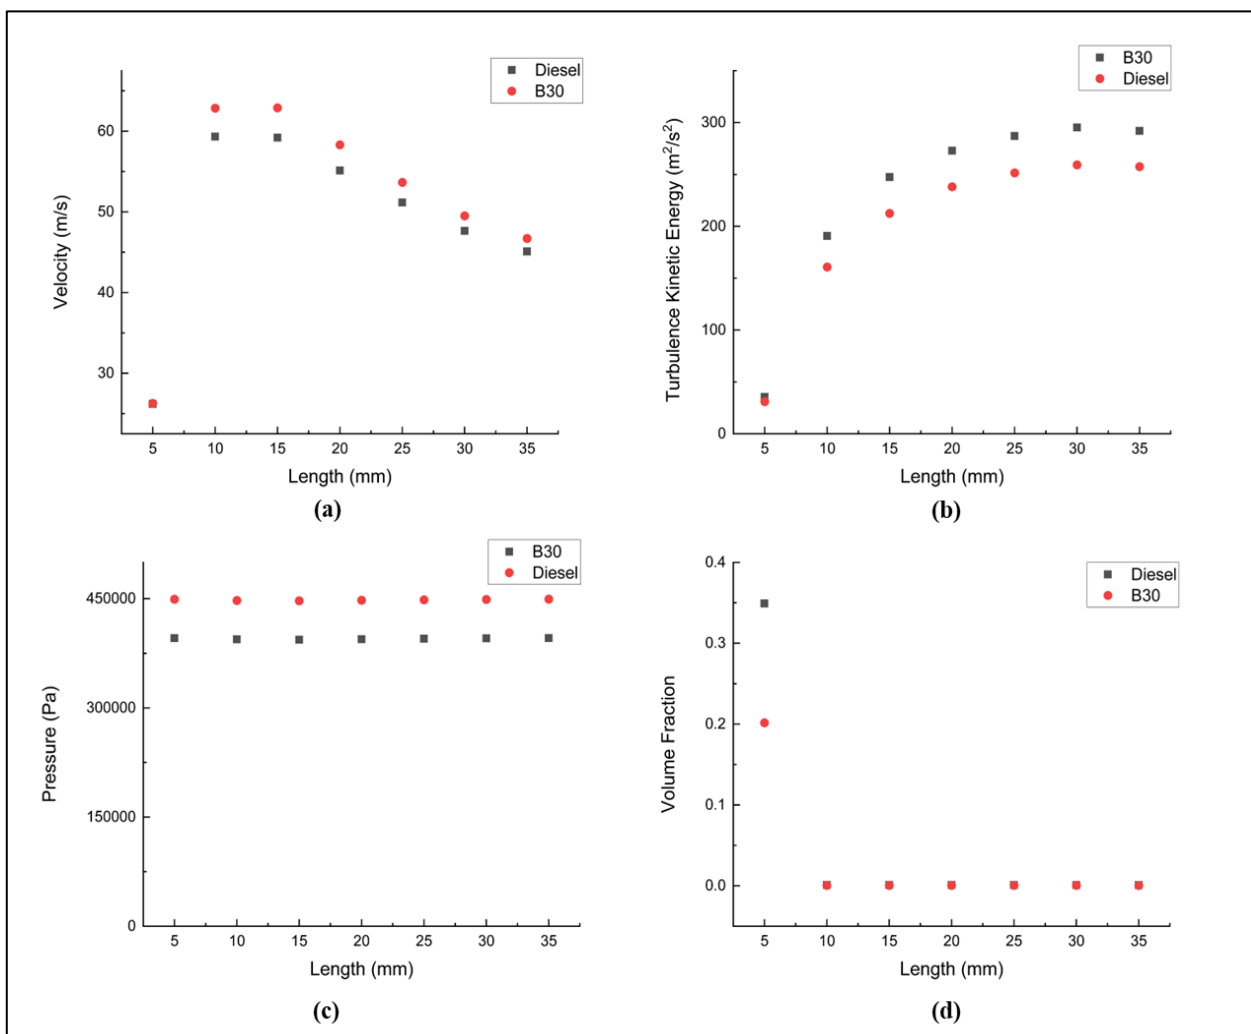 Diesel
B30
60
50
40
30
Velocity (m/s)
5 10 15 20 25 30 35
Length (mm)
(a)
B30
Diesel
300
200
100
0
Turbulence Kinetic Energy (m²/s²)
5 10 15 20 25 30 35
Length (mm)
(b)
B30
Diesel
450000
300000
150000
0
Pressure (Pa)
5 10 15 20 25 30 35
Length (mm)
(c)
Diesel
B30
0.4
0.3
0.2
0.1
0.0
Volume Fraction
5 10 15 20 25 30 35
Length (mm)
(d)